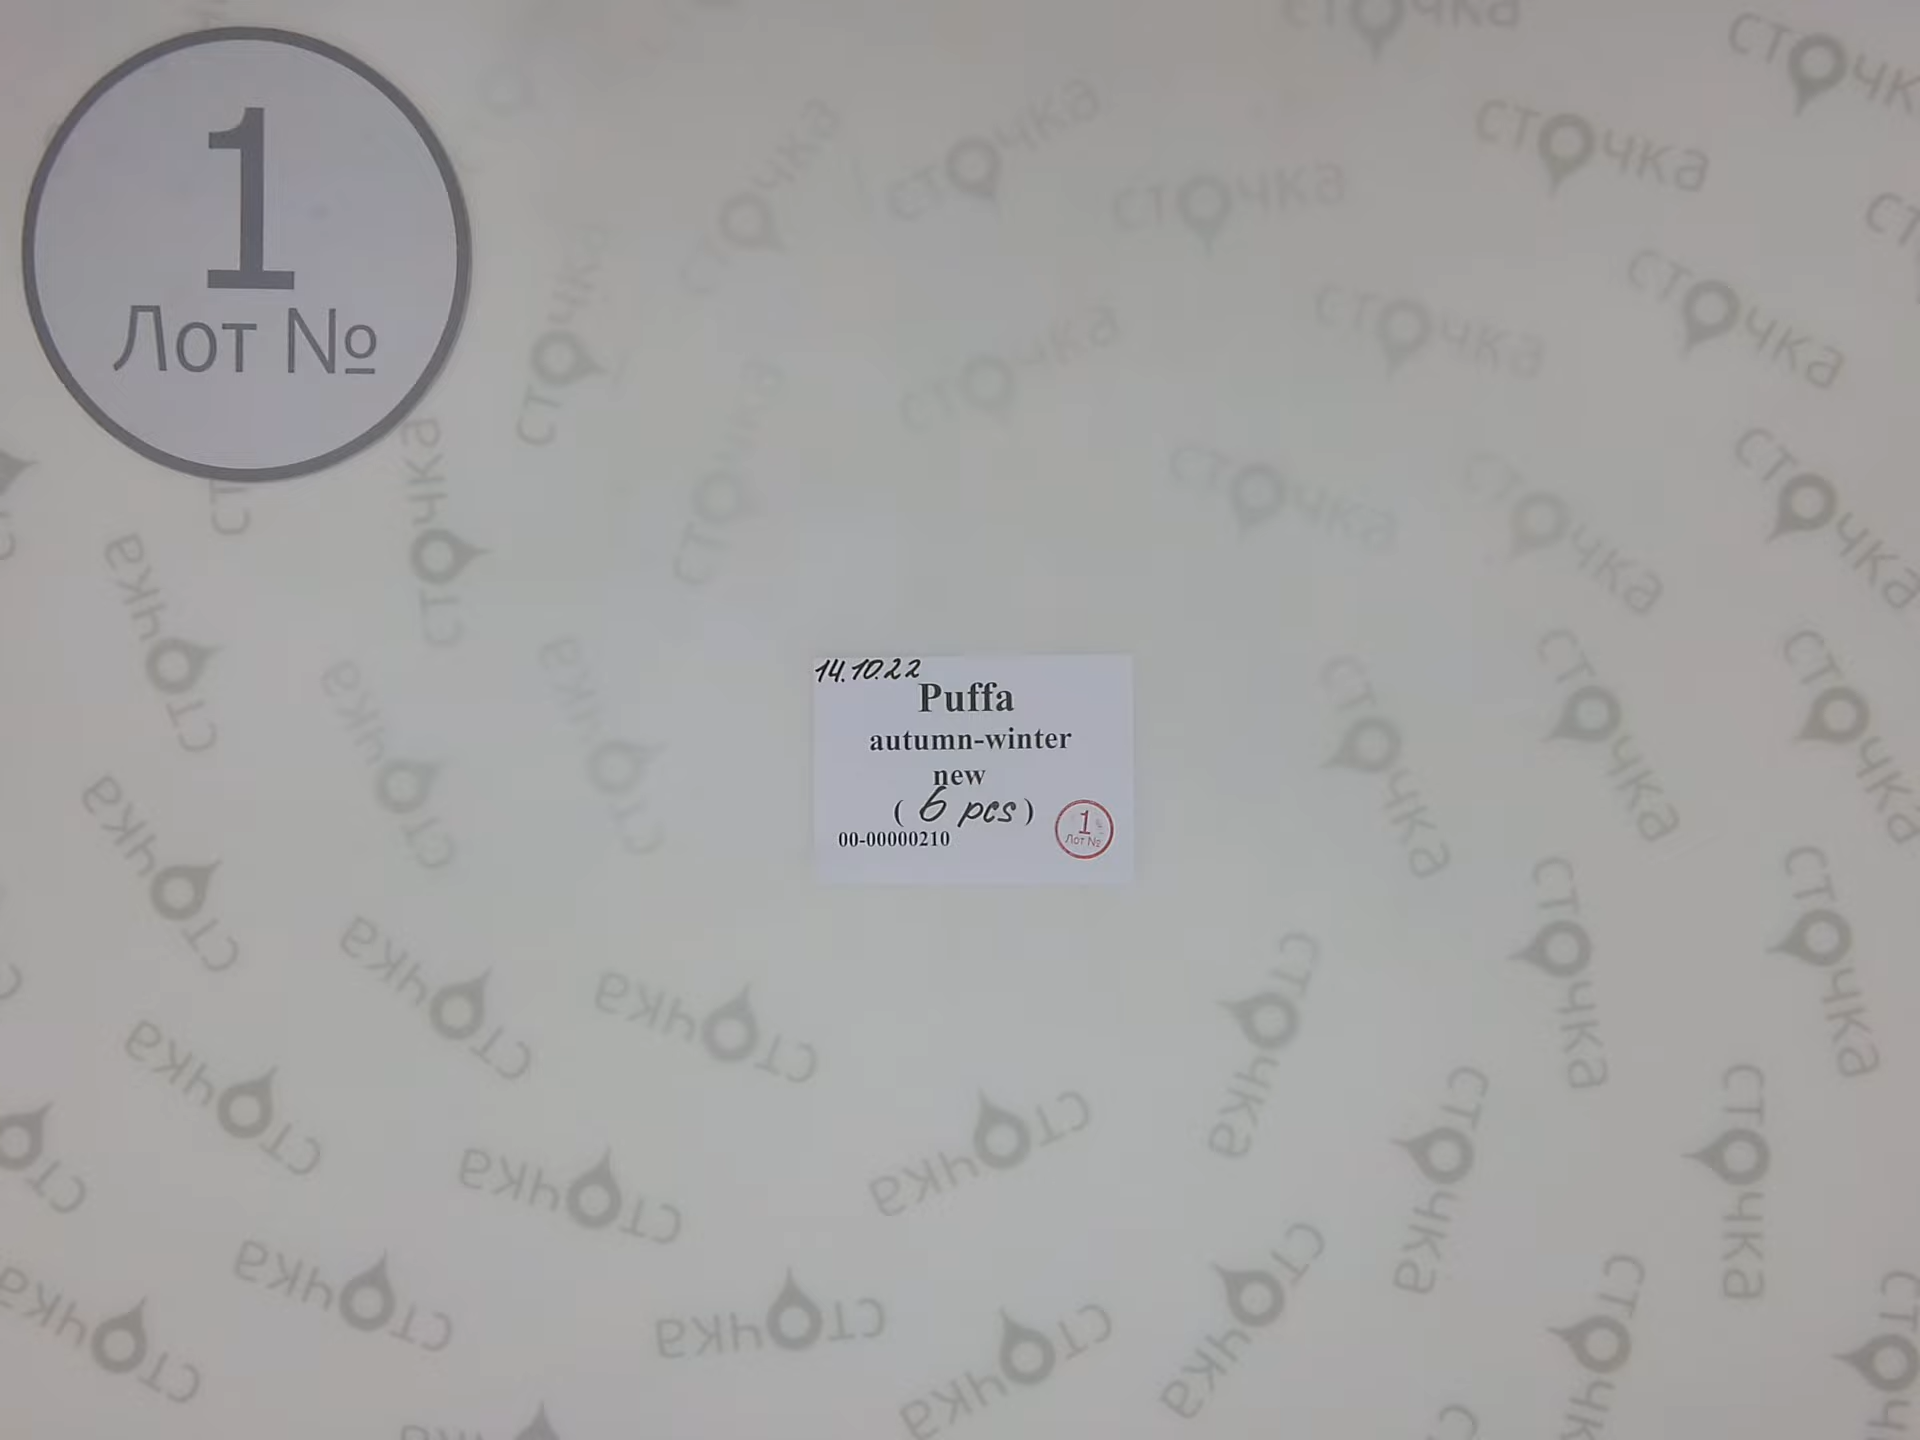 1
Лот №
14.10.22
Puffa
autumn-winter
new
( 6 pcs )
00-00000210
1
Лот №
сточка